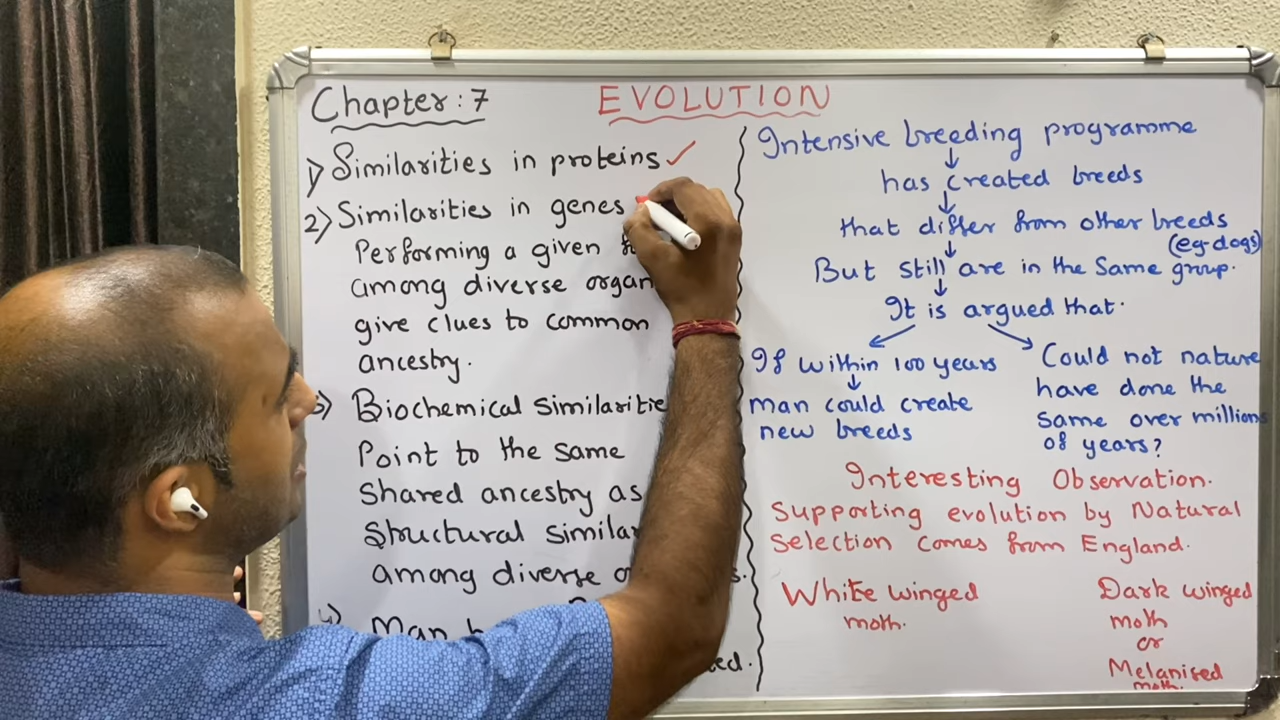 Chapter: 7
EVOLUTION
1) Similarities in proteins ✓
2) Similarities in genes
Performing a given
among diverse
give clues to common
ancestry.
Biochemical
Point to the same
Shared ancestry as
Structural
among diverse
4) Man
Intensive breeding programme
↓
has created breeds
↓
that differ from other breeds
↓ (eg-dogs)
But still are in the Same group.
↓
It is argued that.
If within 100 years
↓
man could create
new breeds
Could not nature
have done the
same over millions
of years?
Interesting Observation.
Supporting evolution by Natural
Selection comes from England.
White winged
moth.
Dark winged
moth
or
Melanised
moth.